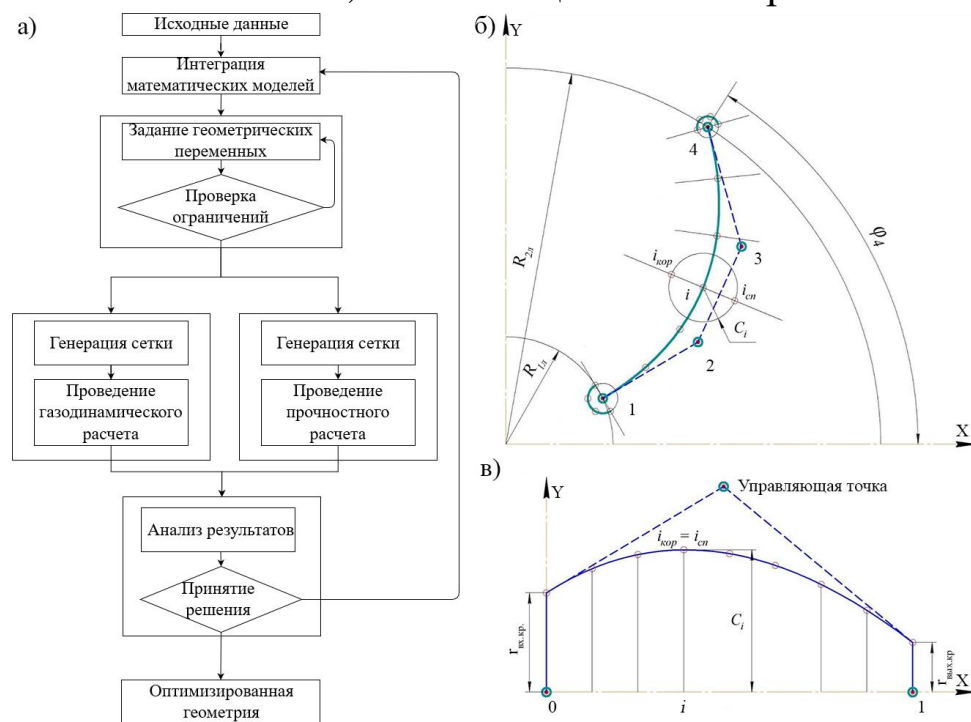 а)
Исходные данные
Интеграция
математических моделей
Задание геометрических
переменных
Проверка
ограничений
Генерация сетки
Проведение
газодинамического
расчета
Генерация сетки
Проведение
прочностного
расчета
Анализ результатов
Принятие
решения
Оптимизированная
геометрия
б)
Y
4
φ4
R2л
3
iкор
i
iсп
Ci
2
R1л
1
X
в)
Y
Управляющая точка
iкор = iсп
Ci
rвх.кр.
rвых.кр
X
0
i
1